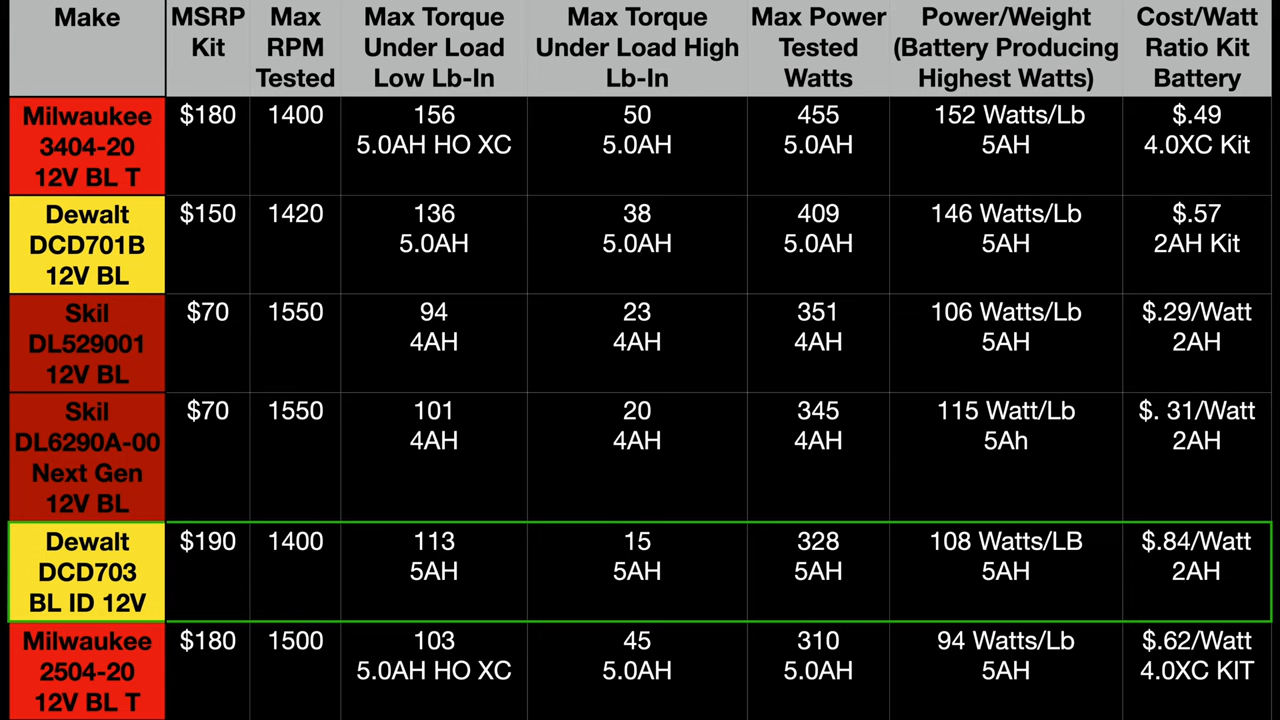 Make
MSRP
Kit
Max
RPM
Tested
Max Torque
Under Load
Low Lb-In
Max Torque
Under Load High
Lb-In
Max Power
Tested
Watts
Power/Weight
(Battery Producing
Highest Watts)
Cost/Watt
Ratio Kit
Battery
Milwaukee
3404-20
12V BL T
$180
1400
156
5.0AH HO XC
50
5.0AH
455
5.0AH
152 Watts/Lb
5AH
$.49
4.0XC Kit
Dewalt
DCD701B
12V BL
$150
1420
136
5.0AH
38
5.0AH
409
5.0AH
146 Watts/Lb
5AH
$.57
2AH Kit
Skil
DL529001
12V BL
$70
1550
94
4AH
23
4AH
351
4AH
106 Watts/Lb
5AH
$.29/Watt
2AH
Skil
DL6290A-00
Next Gen
12V BL
$70
1550
101
4AH
20
4AH
345
4AH
115 Watt/Lb
5Ah
$. 31/Watt
2AH
Dewalt
DCD703
BL ID 12V
$190
1400
113
5AH
15
5AH
328
5AH
108 Watts/LB
5AH
$.84/Watt
2AH
Milwaukee
2504-20
12V BL T
$180
1500
103
5.0AH HO XC
45
5.0AH
310
5.0AH
94 Watts/Lb
5AH
$.62/Watt
4.0XC KIT